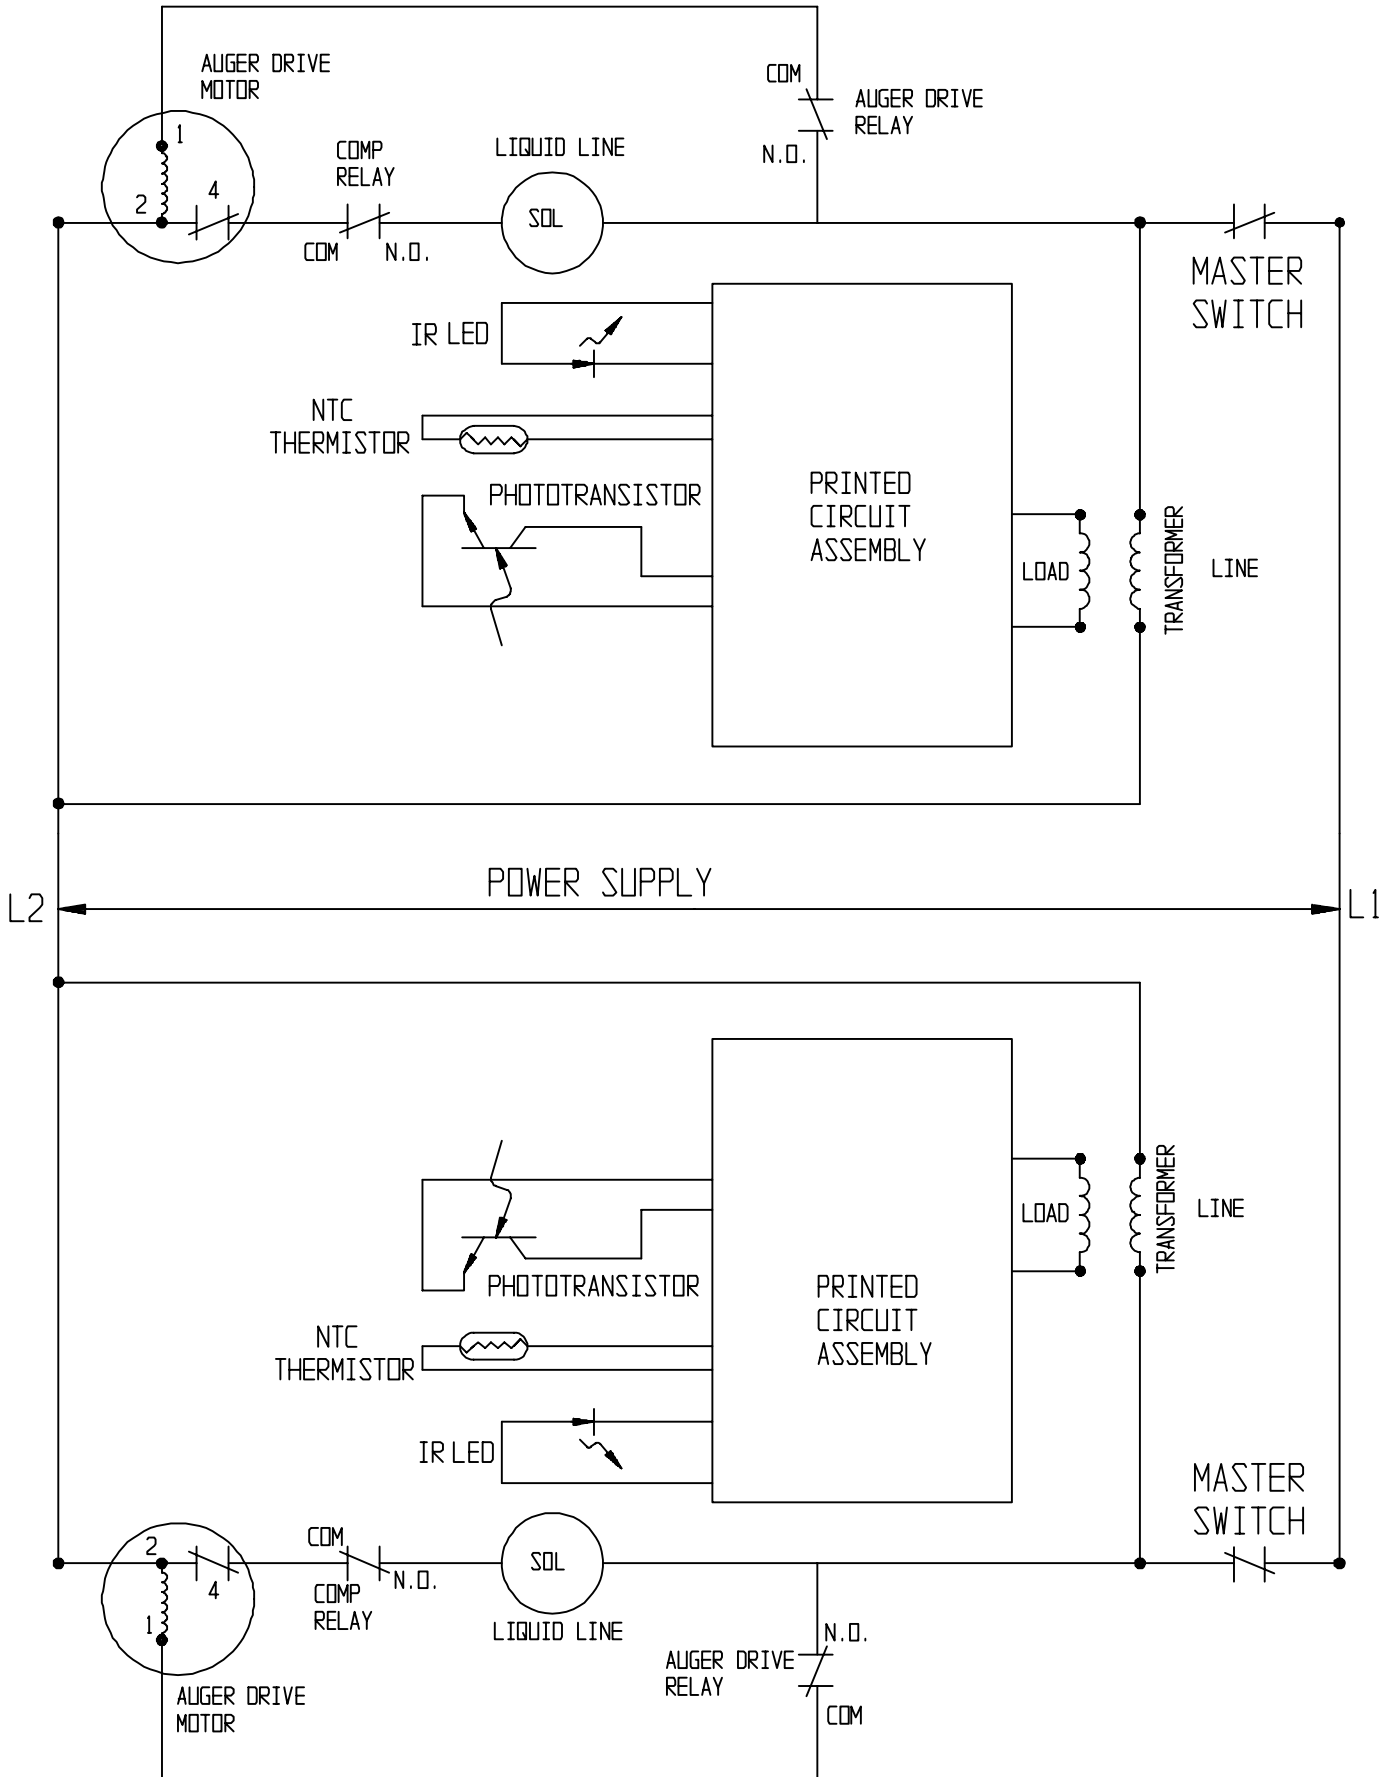 AUGER DRIVE
MOTOR
1
2
4
COMP
RELAY
COM
N.O.
LIQUID LINE
SOL
COM
N.O.
AUGER DRIVE
RELAY
MASTER
SWITCH
IR LED
NTC
THERMISTOR
PHOTOTRANSISTOR
PRINTED
CIRCUIT
ASSEMBLY
LOAD
TRANSFORMER
LINE
POWER SUPPLY
L2
L1
PHOTOTRANSISTOR
NTC
THERMISTOR
IR LED
PRINTED
CIRCUIT
ASSEMBLY
LOAD
TRANSFORMER
LINE
MASTER
SWITCH
2
4
1
AUGER DRIVE
MOTOR
COM
N.O.
COMP
RELAY
SOL
LIQUID LINE
N.O.
AUGER DRIVE
RELAY
COM